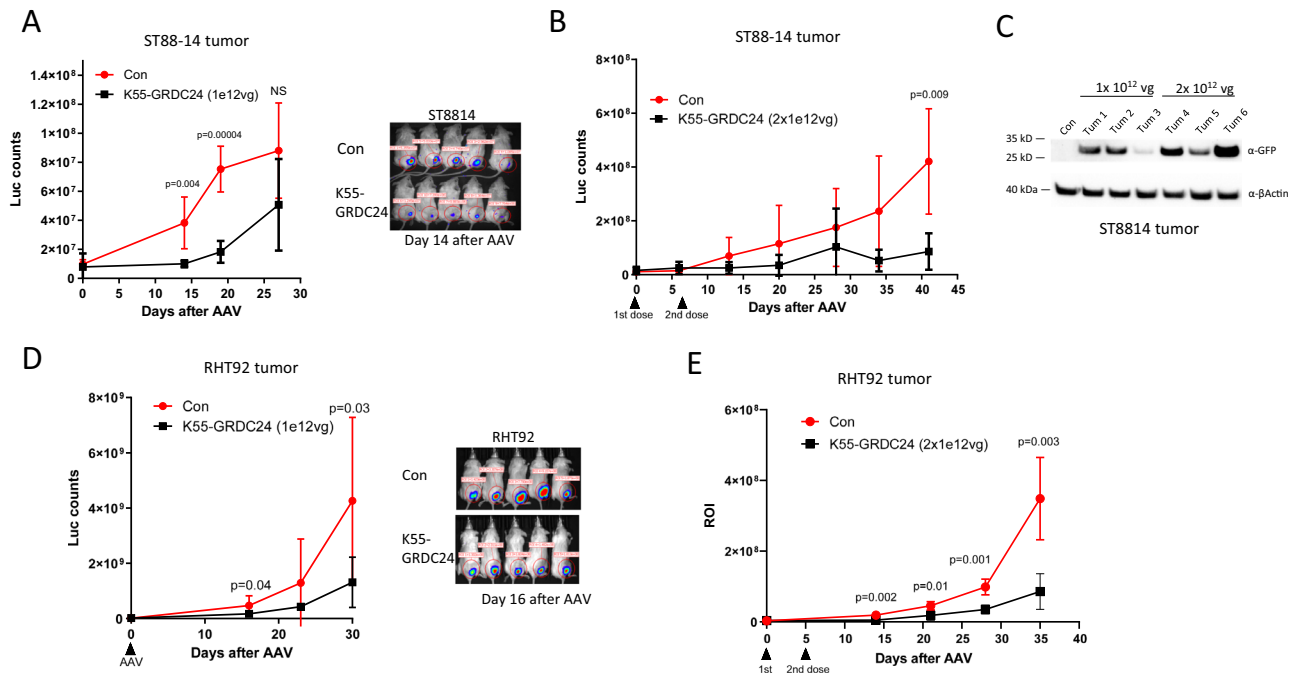 A
ST88-14 tumor
Con
K55-GRDC24 (1e12vg)
1.4×10⁸
1.2×10⁸
1.0×10⁸
8×10⁷
6×10⁷
4×10⁷
2×10⁷
0
Luc counts
p=0.004
p=0.00004
NS
0 5 10 15 20 25 30
Days after AAV
ST8814
Con
K55-
GRDC24
Day 14 after AAV
B
ST88-14 tumor
Con
K55-GRDC24 (2x1e12vg)
8×10⁸
6×10⁸
4×10⁸
2×10⁸
0
Luc counts
p=0.009
0 5 10 15 20 25 30 35 40 45
Days after AAV
1st dose 2nd dose
C
1x 10¹² vg 2x 10¹² vg
Con Tum 1 Tum 2 Tum 3 Tum 4 Tum 5 Tum 6
35 kD
25 kD
α-GFP
40 kDa
α-βActin
ST8814 tumor
D
RHT92 tumor
Con
K55-GRDC24 (1e12vg)
8×10⁹
6×10⁹
4×10⁹
2×10⁹
0
Luc counts
p=0.04
p=0.03
0 10 20 30
Days after AAV
AAV
RHT92
Con
K55-
GRDC24
Day 16 after AAV
E
RHT92 tumor
Con
K55-GRDC24 (2x1e12vg)
6×10⁸
4×10⁸
2×10⁸
0
ROI
p=0.002
p=0.01
p=0.001
p=0.003
0 5 10 15 20 25 30 35 40
Days after AAV
1st 2nd dose